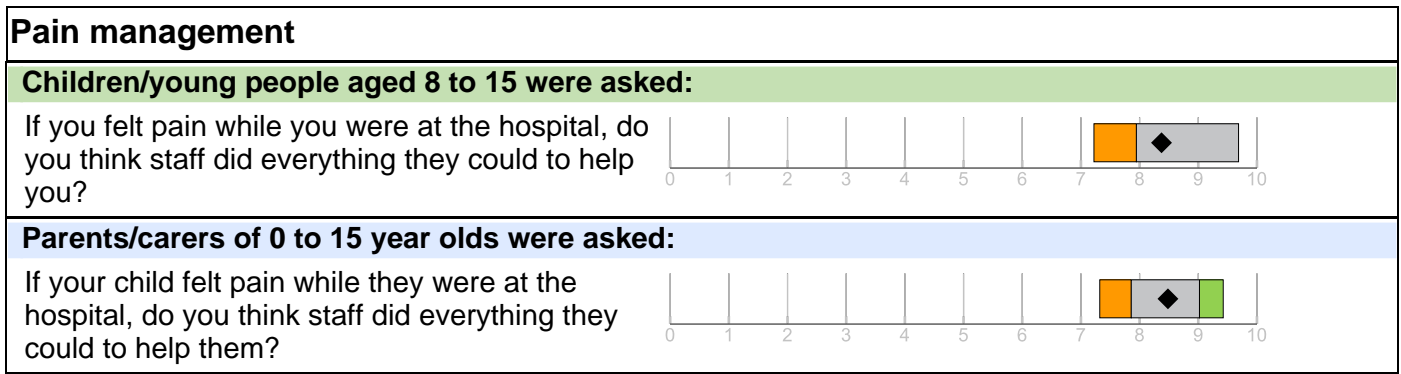 Pain management
Children/young people aged 8 to 15 were asked:
If you felt pain while you were at the hospital, do
you think staff did everything they could to help
you?
0 1 2 3 4 5 6 7 8 9 10
Parents/carers of 0 to 15 year olds were asked:
If your child felt pain while they were at the
hospital, do you think staff did everything they
could to help them?
0 1 2 3 4 5 6 7 8 9 10